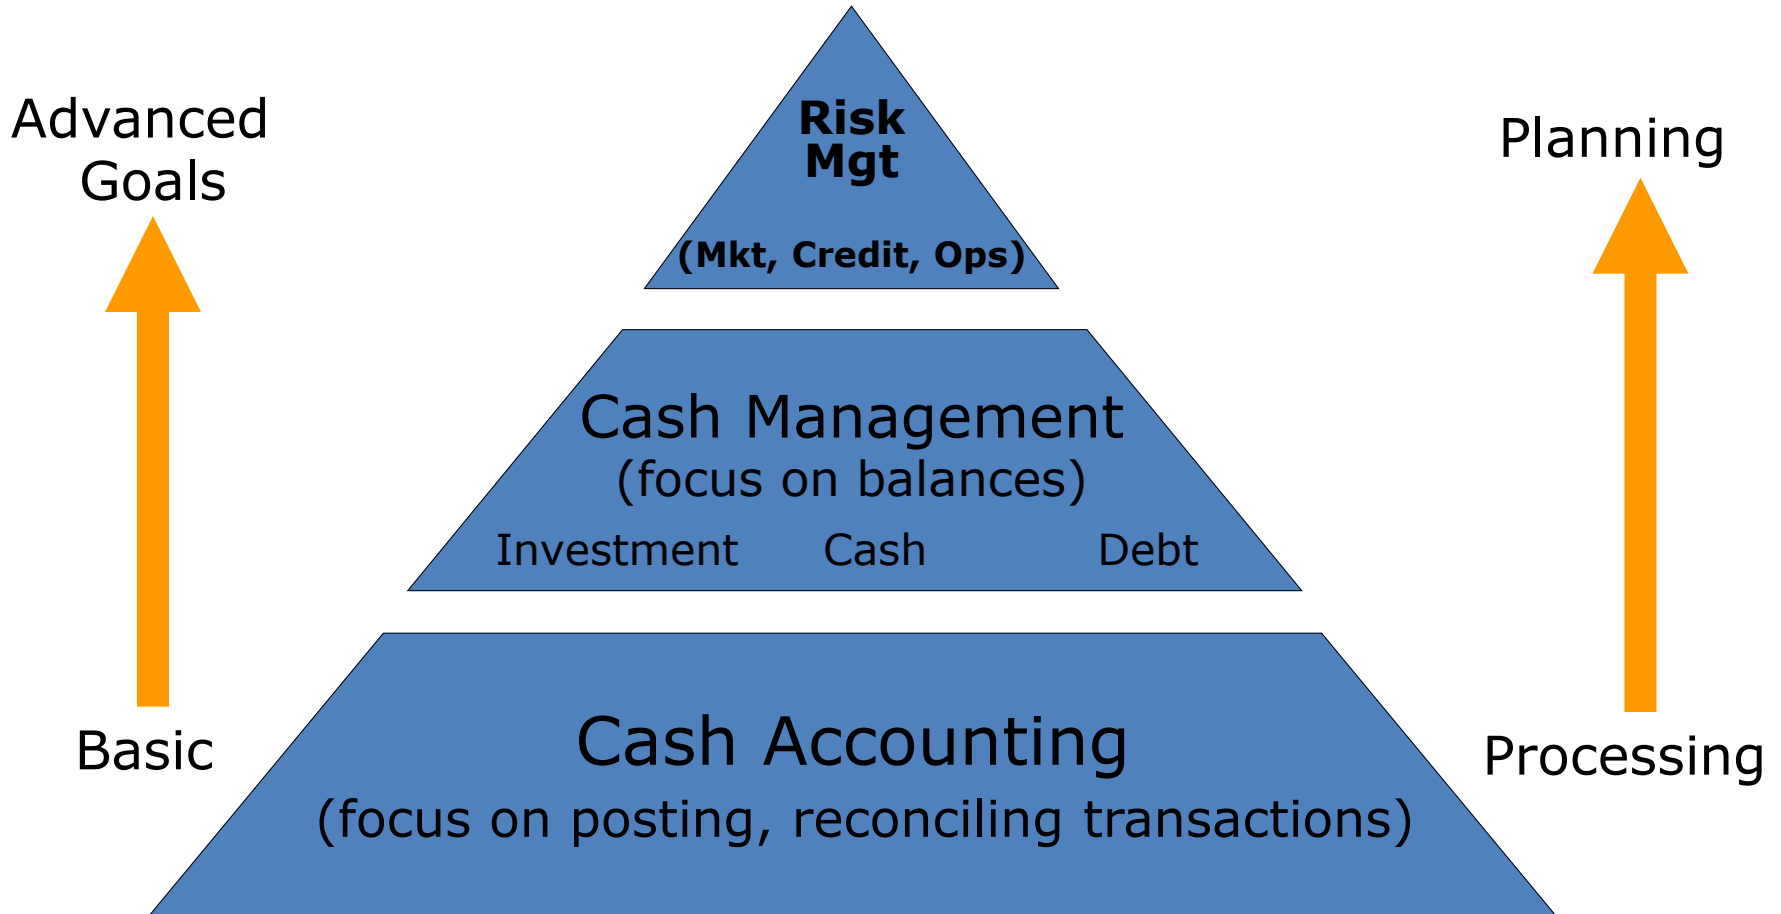 Advanced
Goals
Basic
Risk
Mgt
(Mkt, Credit, Ops)
Cash Management
(focus on balances)
Investment Cash Debt
Cash Accounting
(focus on posting, reconciling transactions)
Planning
Processing